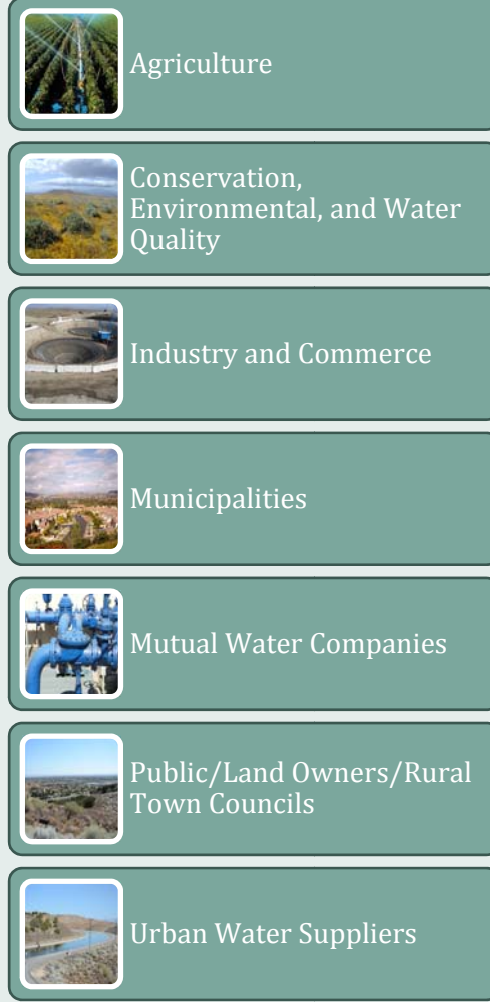 Agriculture
Conservation,
Environmental, and Water
Quality
Industry and Commerce
Municipalities
Mutual Water Companies
Public/Land Owners/Rural
Town Councils
Urban Water Suppliers